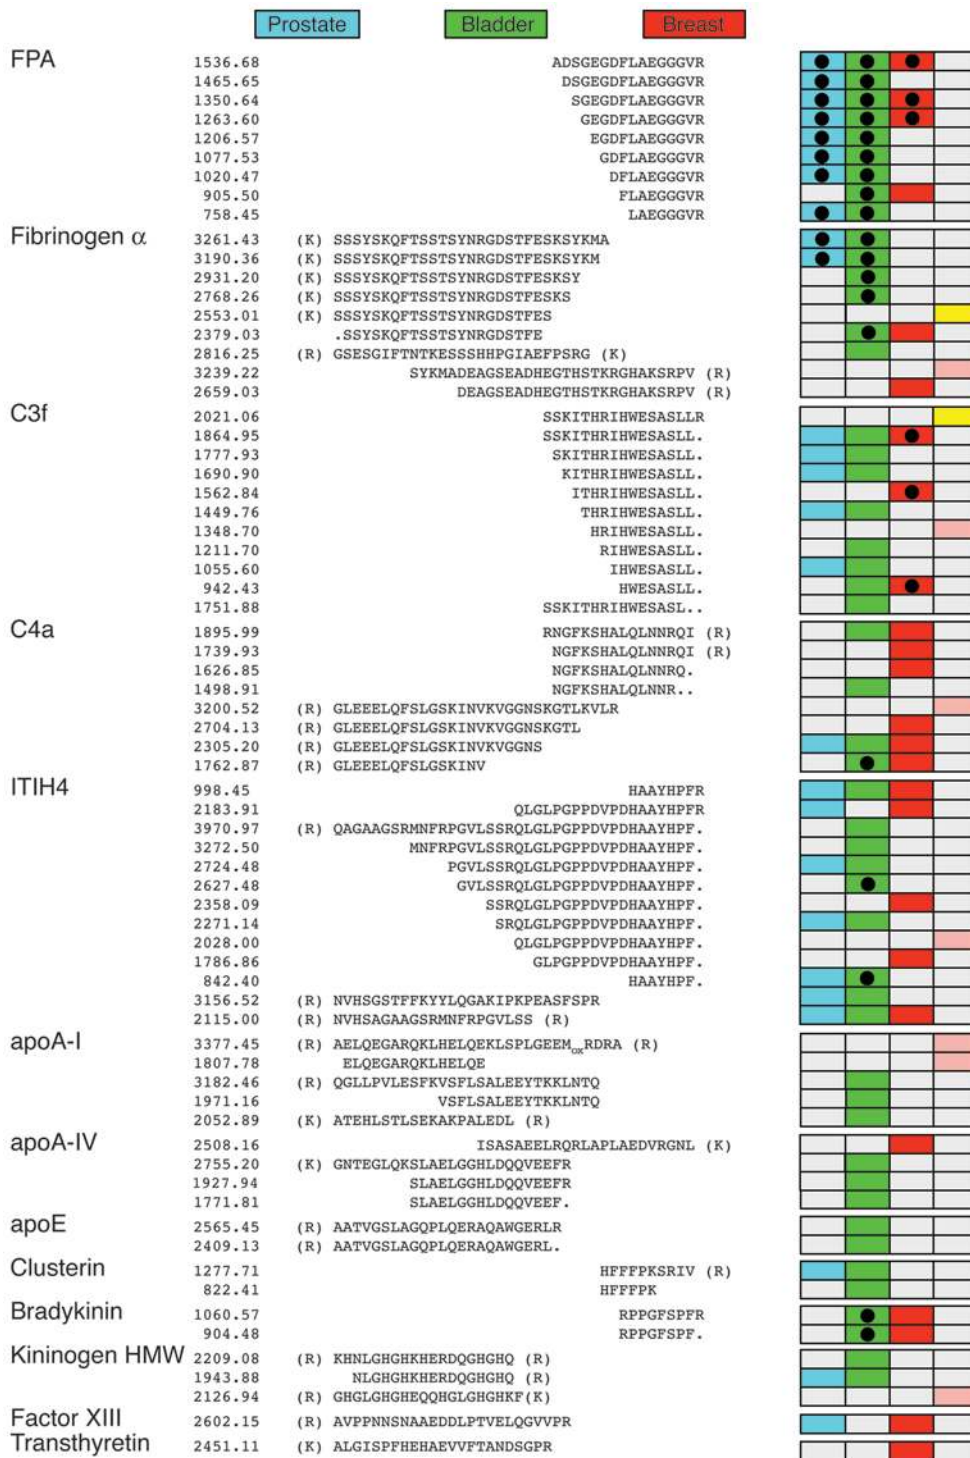 Prostate Bladder Breast
FPA 1536.68 ADSGEGDFLAEGGGVR
1465.65 DSGEGDFLAEGGGVR
1350.64 SGEGDFLAEGGGVR
1263.60 GEGDFLAEGGGVR
1206.57 EGDFLAEGGGVR
1077.53 GDFLAEGGGVR
1020.47 DFLAEGGGVR
905.50 FLAEGGGVR
758.45 LAEGGGVR
Fibrinogen α 3261.43 (K) SSSYSKQFTSSTSYNRGDSTFESKSYKMA
3190.36 (K) SSSYSKQFTSSTSYNRGDSTFESKSYKM
2931.20 (K) SSSYSKQFTSSTSYNRGDSTFESKSY
2768.26 (K) SSSYSKQFTSSTSYNRGDSTFESKS
2553.01 (K) SSSYSKQFTSSTSYNRGDSTFES
2379.03 .SSYSKQFTSSTSYNRGDSTFE
2816.25 (R) GSESGIFTNTKESSSHHPGIAEFPSRG (K)
3239.22 SYKMADEAGSEADHEGTHSTKRGHAKSRPV (R)
2659.03 DEAGSEADHEGTHSTKRGHAKSRPV (R)
C3f 2021.06 SSKITHRIHWESASLLR
1864.95 SSKITHRIHWESASLL.
1777.93 SKITHRIHWESASLL.
1690.90 KITHRIHWESASLL.
1562.84 ITHRIHWESASLL.
1449.76 THRIHWESASLL.
1348.70 HRIHWESASLL.
1211.70 RIHWESASLL.
1055.60 IHWESASLL.
942.43 HWESASLL.
1751.88 SSKITHRIHWESASL..
C4a 1895.99 RNGFKSHALQLNNRQI (R)
1739.93 NGFKSHALQLNNRQI (R)
1626.85 NGFKSHALQLNNRQ.
1498.91 NGFKSHALQLNNR..
3200.52 (R) GLEEELQFSLGSKINVKVGGNSKGTLKVLR
2704.13 (R) GLEEELQFSLGSKINVKVGGNSKGTL
2305.20 (R) GLEEELQFSLGSKINVKVGGNS
1762.87 (R) GLEEELQFSLGSKINV
ITIH4 998.45 HAAYHPFR
2183.91 QLGLPGPPDVPDHAAYHPFR
3970.97 (R) QAGAAGSRMNFRPGVLSSRQLGLPGPPDVPDHAAYHPF.
3272.50 MNFRPGVLSSRQLGLPGPPDVPDHAAYHPF.
2724.48 PGVLSSRQLGLPGPPDVPDHAAYHPF.
2627.48 GVLSSRQLGLPGPPDVPDHAAYHPF.
2358.09 SSRQLGLPGPPDVPDHAAYHPF.
2271.14 SRQLGLPGPPDVPDHAAYHPF.
2028.00 QLGLPGPPDVPDHAAYHPF.
1786.86 GLPGPPDVPDHAAYHPF.
842.40 HAAYHPF.
3156.52 (R) NVHSGSTFFKYYLQGAKIPKPEASFSPR
2115.00 (R) NVHSAGAAGSRMNFRPGVLSS (R)
apoA-I 3377.45 (R) AELQEGARQKLHELQEKLSPLGEEMoxRDRA (R)
1807.78 ELQEGARQKLHELQE
3182.46 (R) QGLLPVLESFKVSFLSALEEYTKKLNTQ
1971.16 VSFLSALEEYTKKLNTQ
2052.89 (K) ATEHLSTLSEKAKPALEDL (R)
apoA-IV 2508.16 ISASAEELRQRLAPLAEDVRGNL (K)
2755.20 (K) GNTEGLQKSLAELGGHLDQQVEEFR
1927.94 SLAELGGHLDQQVEEFR
1771.81 SLAELGGHLDQQVEEF.
apoE 2565.45 (R) AATVGSLAGQPLQERAQAWGERLR
2409.13 (R) AATVGSLAGQPLQERAQAWGERL.
Clusterin 1277.71 HFFFPKSRIV (R)
822.41 HFFFPK
Bradykinin 1060.57 RPPGFSPFR
904.48 RPPGFSPF.
Kininogen HMW 2209.08 (R) KHNLGHGHKHERDQGHGHQ (R)
1943.88 NLGHGHKHERDQGHGHQ (R)
2126.94 (R) GHGLGHGHEQQHGLGHGHKF(K)
Factor XIII 2602.15 (R) AVPPNNSNAAEDDLPTVELQGVVPR
Transthyretin 2451.11 (K) ALGISPFHEHAEVVFTANDSGPR